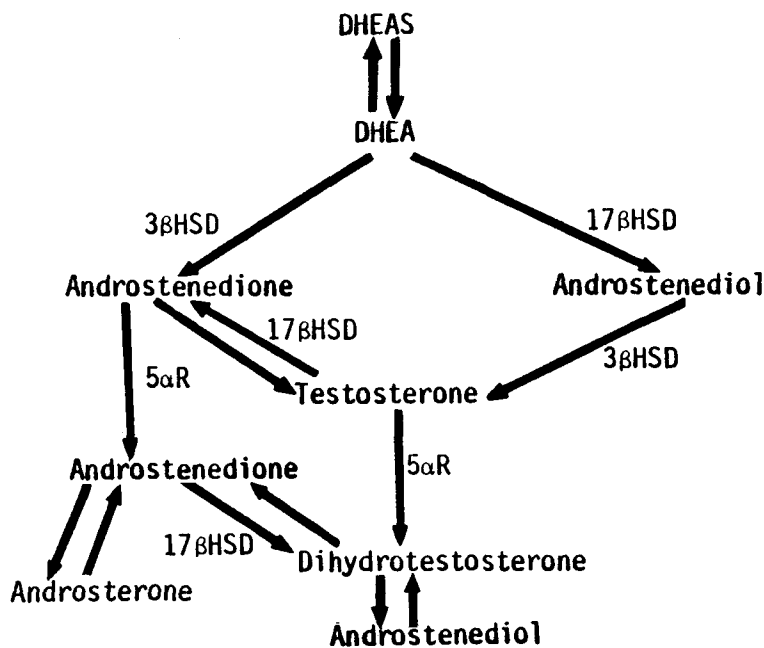 DHEAS
DHEA
3βHSD
17βHSD
Androstenedione
Androstenediol
17βHSD
3βHSD
5αR
Testosterone
Androstenedione
5αR
17βHSD
Dihydrotestosterone
Androsterone
Androstenediol